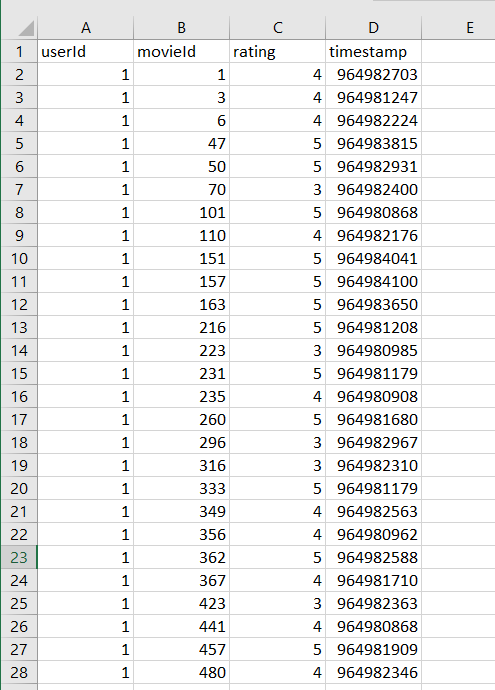 A B C D E
1 userId movieId rating timestamp
2 1 1 4 964982703
3 1 3 4 964981247
4 1 6 4 964982224
5 1 47 5 964983815
6 1 50 5 964982931
7 1 70 3 964982400
8 1 101 5 964980868
9 1 110 4 964982176
10 1 151 5 964984041
11 1 157 5 964984100
12 1 163 5 964983650
13 1 216 5 964981208
14 1 223 3 964980985
15 1 231 5 964981179
16 1 235 4 964980908
17 1 260 5 964981680
18 1 296 3 964982967
19 1 316 3 964982310
20 1 333 5 964981179
21 1 349 4 964982563
22 1 356 4 964980962
23 1 362 5 964982588
24 1 367 4 964981710
25 1 423 3 964982363
26 1 441 4 964980868
27 1 457 5 964981909
28 1 480 4 964982346